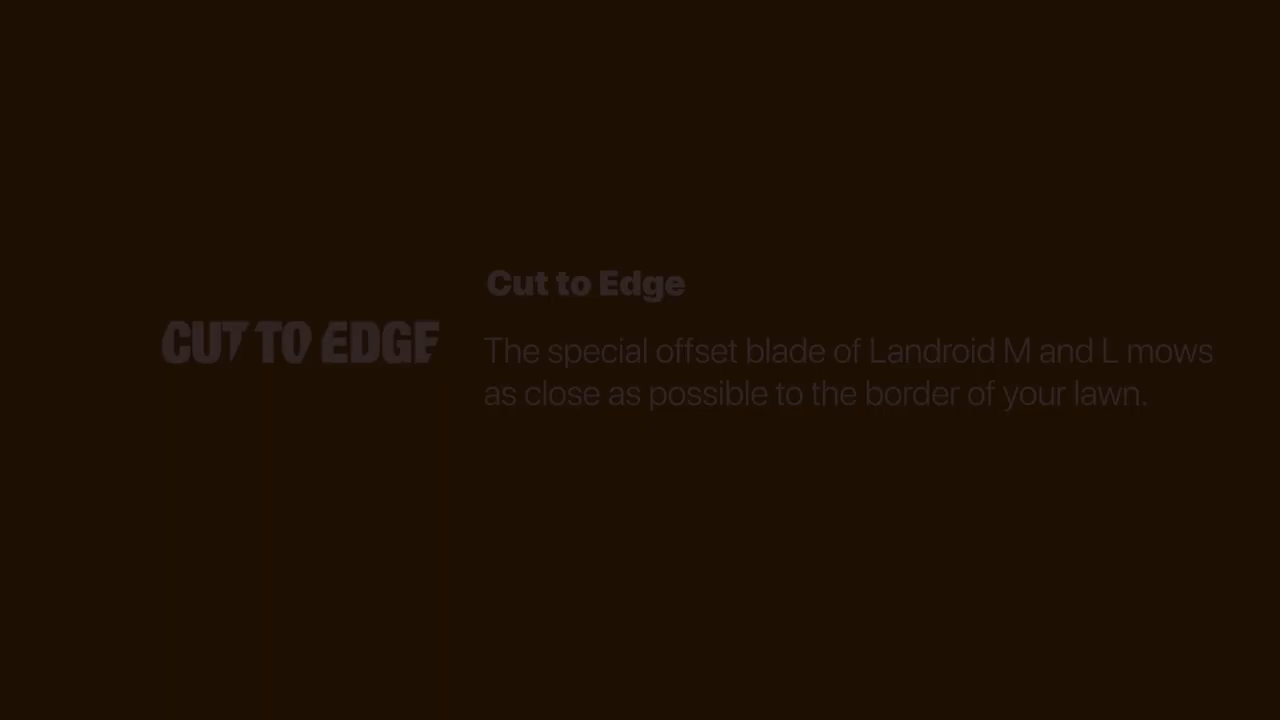 CUT TO EDGE
Cut to Edge
The special offset blade of Landroid M and L mows
as close as possible to the border of your lawn.